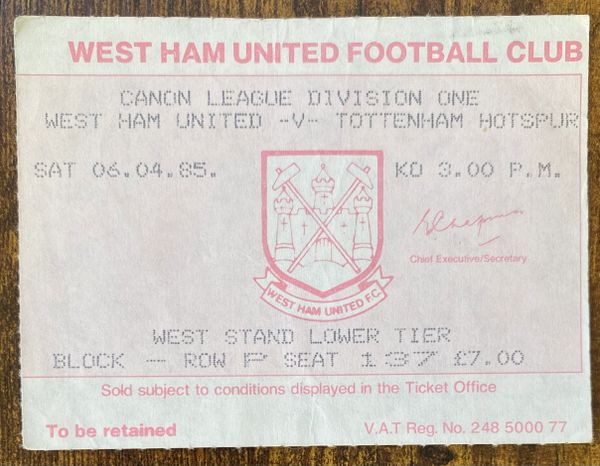 WEST HAM UNITED FOOTBALL CLUB
CANON LEAGUE DIVISION ONE
WEST HAM UNITED -V- TOTTENHAM HOTSPUR
SAT 06.04.85. KO 3.00 P.M.
Chief Executive/Secretary
WEST HAM UNITED F.C.
WEST STAND LOWER TIER
BLOCK - ROW P SEAT 137 £7.00
Sold subject to conditions displayed in the Ticket Office
To be retained V.A.T Reg. No. 248 5000 77